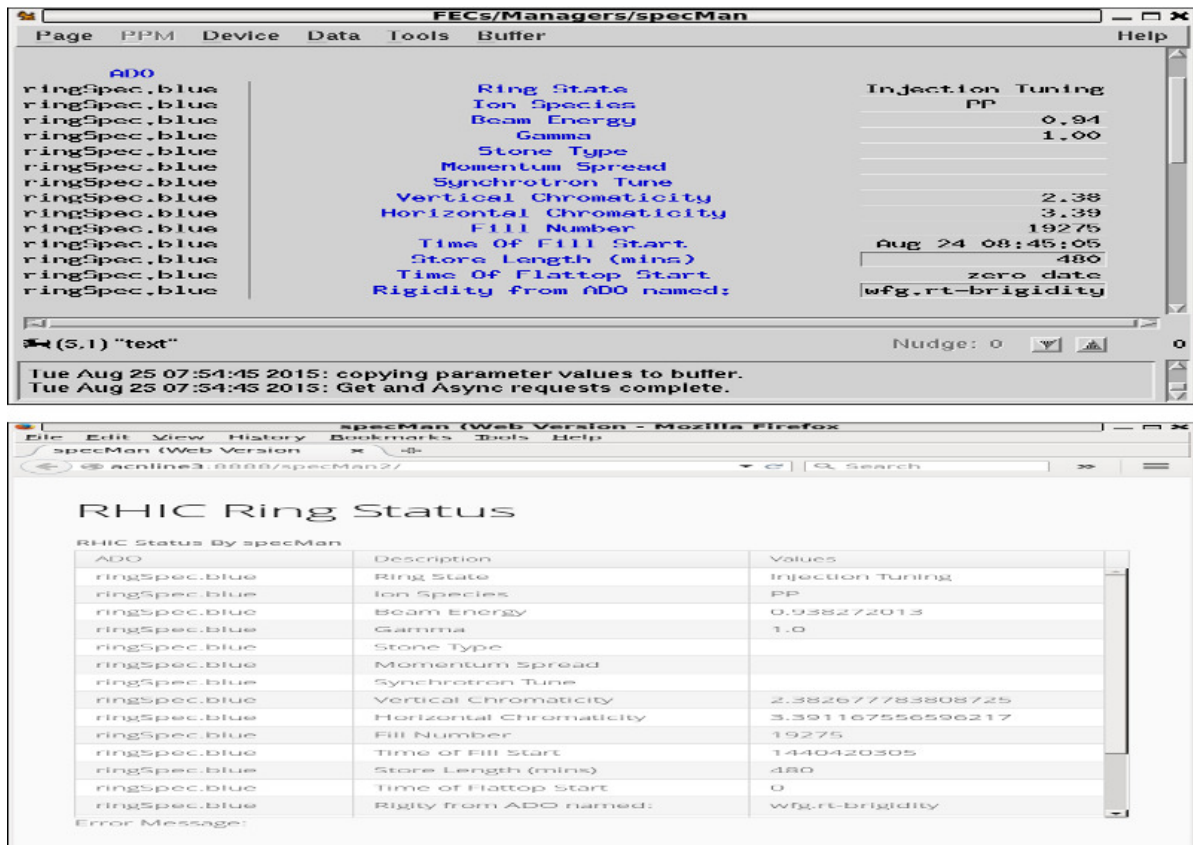 FECs/Managers/specMan
Page PPM Device Data Tools Buffer Help
ADO
ringSpec.blue Ring State Injection Tuning
ringSpec.blue Ion Species PP
ringSpec.blue Beam Energy 0.94
ringSpec.blue Gamma 1.00
ringSpec.blue Stone Type
ringSpec.blue Momentum Spread
ringSpec.blue Synchrotron Tune
ringSpec.blue Vertical Chromaticity 2.38
ringSpec.blue Horizontal Chromaticity 3.39
ringSpec.blue Fill Number 19275
ringSpec.blue Time Of Fill Start Aug 24 08:45:05
ringSpec.blue Store Length (mins) 480
ringSpec.blue Time Of Flattop Start zero date
ringSpec.blue Rigidity from ADO named: wfg.rt-brigidity
(5,1) "text" Nudge: 0 0
Tue Aug 25 07:54:45 2015: copying parameter values to buffer.
Tue Aug 25 07:54:45 2015: Get and Async requests complete.
specMan (Web Version - Mozilla Firefox
File Edit View History Bookmarks Tools Help
specMan (Web Version
acnline3:8888/specMan2/ Search
RHIC Ring Status
RHIC Status By specMan
ADO Description Values
ringSpec.blue Ring State Injection Tuning
ringSpec.blue Ion Species PP
ringSpec.blue Beam Energy 0.938272013
ringSpec.blue Gamma 1.0
ringSpec.blue Stone Type
ringSpec.blue Momentum Spread
ringSpec.blue Synchrotron Tune
ringSpec.blue Vertical Chromaticity 2.382677783808725
ringSpec.blue Horizontal Chromaticity 3.391167556596217
ringSpec.blue Fill Number 19275
ringSpec.blue Time of Fill Start 1440420305
ringSpec.blue Store Length (mins) 480
ringSpec.blue Time of Flattop Start 0
ringSpec.blue Rigity from ADO named: wfg.rt-brigidity
Error Message: